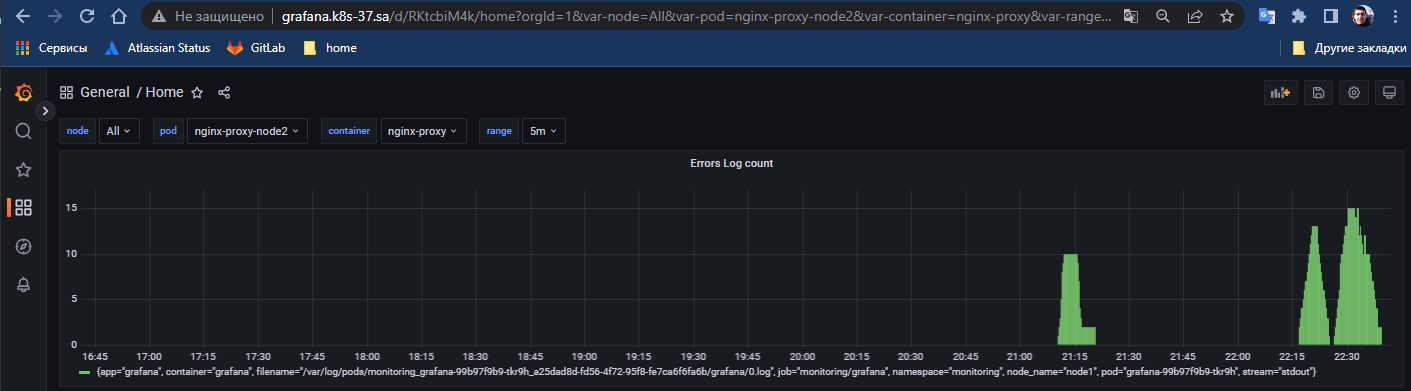 Не защищено grafana.k8s-37.sa/d/RKtcbiM4k/home?orgId=1&var-node=All&var-pod=nginx-proxy-node2&var-container=nginx-proxy&var-range...
Сервисы Atlassian Status GitLab home Другие закладки
General / Home
node All pod nginx-proxy-node2 container nginx-proxy range 5m
Errors Log count
15
10
5
0
16:45 17:00 17:15 17:30 17:45 18:00 18:15 18:30 18:45 19:00 19:15 19:30 19:45 20:00 20:15 20:30 20:45 21:00 21:15 21:30 21:45 22:00 22:15 22:30
{app="grafana", container="grafana", filename="/var/log/pods/monitoring_grafana-99b97f9b9-tkr9h_a25dad8d-fd56-4f72-95f8-fe7ca6f6fa6b/grafana/0.log", job="monitoring/grafana", namespace="monitoring", node_name="node1", pod="grafana-99b97f9b9-tkr9h", stream="stdout"}